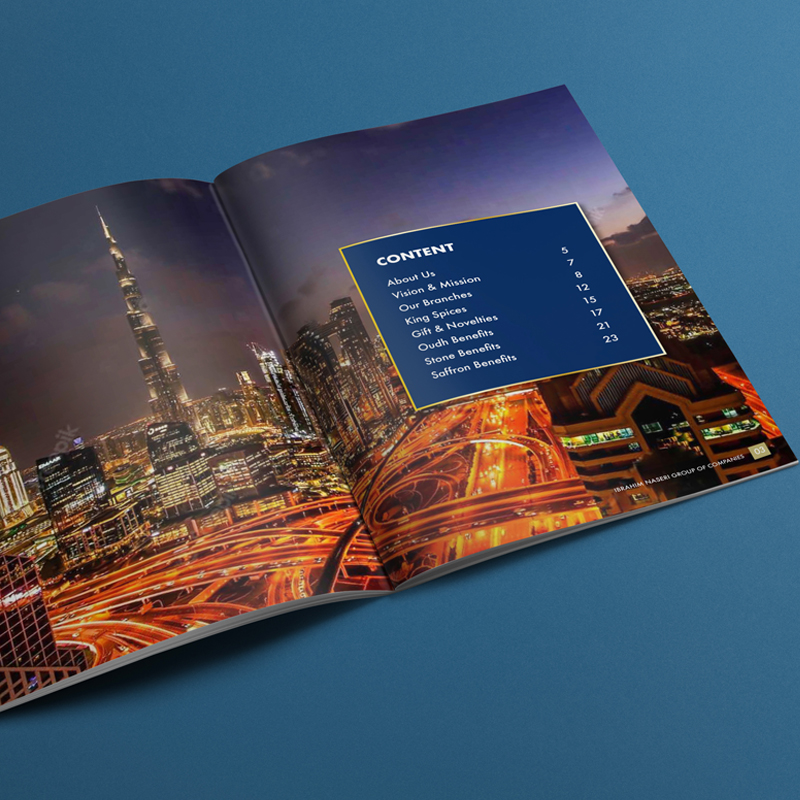 CONTENT
About Us 5
Vision & Mission 7
Our Branches 8
King Spices 12
Gift & Novelties 15
Oudh Benefits 17
Stone Benefits 21
Saffron Benefits 23
IBRAHIM NASERI GROUP OF COMPANIES 03